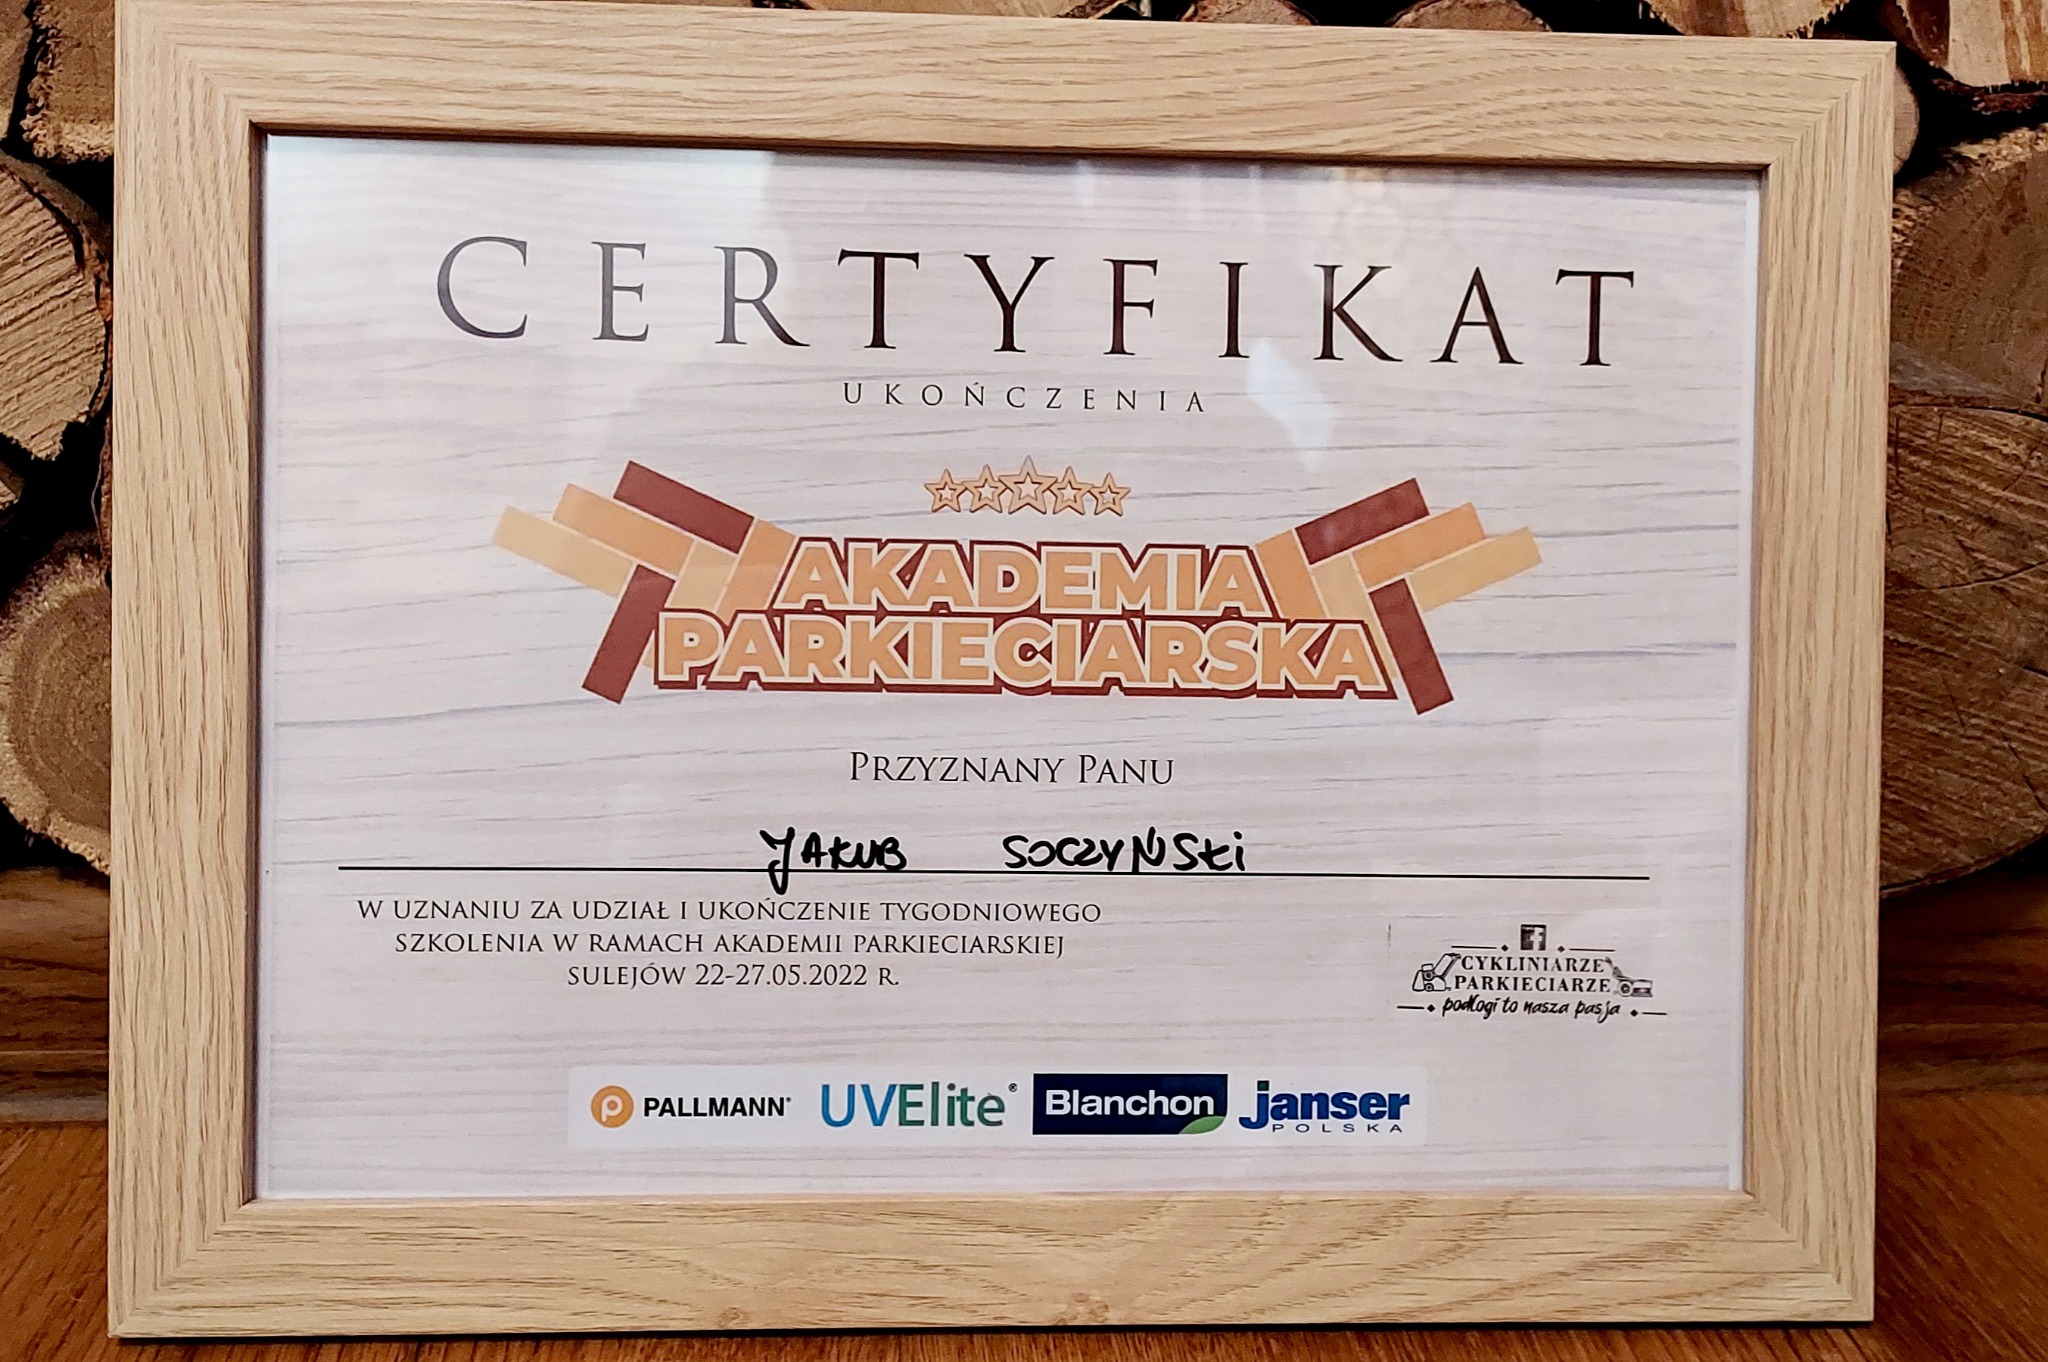 CERTYFIKAT
UKOŃCZENIA
AKADEMIA
PARKIECIARSKA
PRZYZNANY PANU
JAKUB SOCZYŃSKi
W UZNANIU ZA UDZIAŁ I UKOŃCZENIE TYGODNIOWEGO
SZKOLENIA W RAMACH AKADEMII PARKIECIARSKIEJ
SULEJÓW 22-27.05.2022 R.
CYKLINIARZE
PARKIECIARZE
podłogi to nasza pasja
PALLMANN® UVElite® Blanchon janser
POLSKA